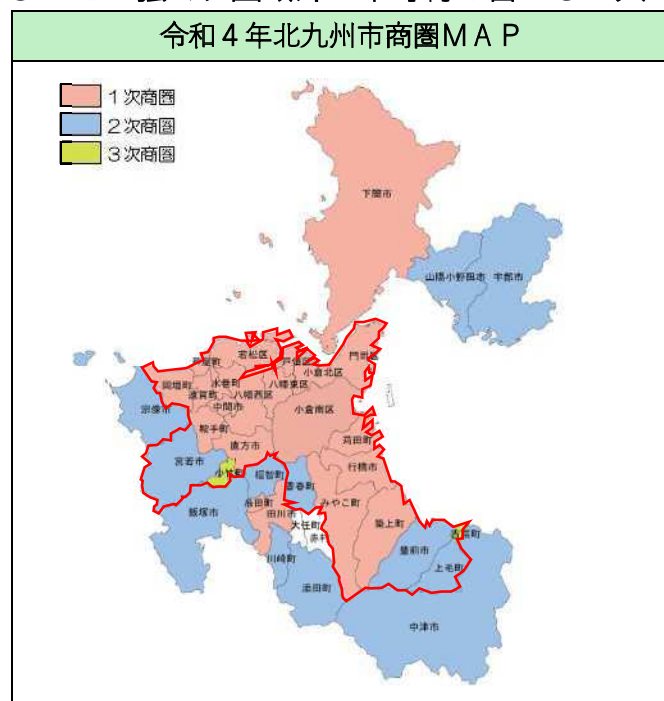 令和4年北九州市商圏MAP
1次商圏
2次商圏
3次商圏
下関市
山陽小野田市
宇部市
門司区
若松区
戸畑区
芦屋町
小倉北区
岡垣町
水巻町
八幡東区
遠賀町
八幡西区
宗像市
中間市
小倉南区
鞍手町
苅田町
直方市
宮若市
行橋市
小竹町
福智町
香春町
糸田町
みやこ町
飯塚市
田川市
大任町
築上町
赤村
吉富町
豊前市
川崎町
上毛町
添田町
中津市